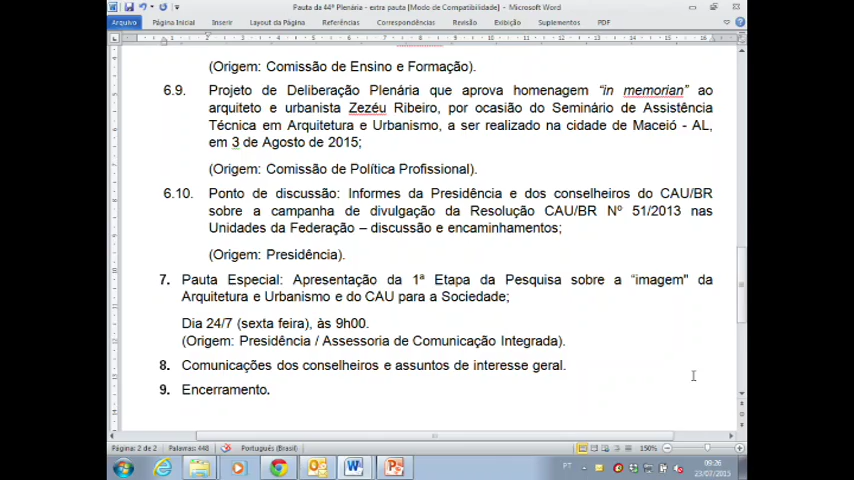 Pauta da 44ª Plenária - extra pauta [Modo de Compatibilidade] - Microsoft Word
Arquivo Página Inicial Inserir Layout da Página Referências Correspondências Revisão Exibição Suplementos PDF
(Origem: Comissão de Ensino e Formação).
6.9. Projeto de Deliberação Plenária que aprova homenagem “in memorian” ao
arquiteto e urbanista Zezéu Ribeiro, por ocasião do Seminário de Assistência
Técnica em Arquitetura e Urbanismo, a ser realizado na cidade de Maceió - AL,
em 3 de Agosto de 2015;
(Origem: Comissão de Política Profissional).
6.10. Ponto de discussão: Informes da Presidência e dos conselheiros do CAU/BR
sobre a campanha de divulgação da Resolução CAU/BR Nº 51/2013 nas
Unidades da Federação – discussão e encaminhamentos;
(Origem: Presidência).
7. Pauta Especial: Apresentação da 1ª Etapa da Pesquisa sobre a “imagem" da
Arquitetura e Urbanismo e do CAU para a Sociedade;
Dia 24/7 (sexta feira), às 9h00.
(Origem: Presidência / Assessoria de Comunicação Integrada).
8. Comunicações dos conselheiros e assuntos de interesse geral.
9. Encerramento.
Página: 2 de 2 Palavras: 448 Português (Brasil) 150%
PT 09:26
23/07/2015